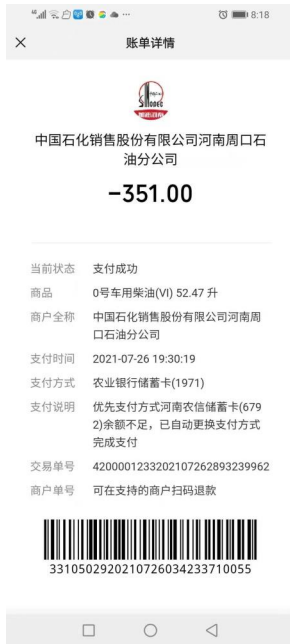 8:18
账单详情
中国石化销售股份有限公司河南周口石
油分公司
-351.00
当前状态 支付成功
商品 0号车用柴油(VI) 52.47 升
商户全称 中国石化销售股份有限公司河南周
口石油分公司
支付时间 2021-07-26 19:30:19
支付方式 农业银行储蓄卡(1971)
支付说明 优先支付方式河南农信储蓄卡(679
2)余额不足，已自动更换支付方式
完成支付
交易单号 4200001233202107262893239962
商户单号 可在支持的商户扫码退款
3310502920210726034233710055